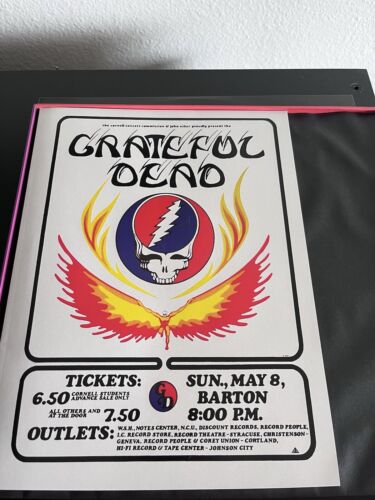 the cornell concert commission & john scher proudly present the
GRATEFUL
DEAD
TICKETS:
6.50 CORNELL STUDENTS
ADVANCE SALE ONLY
ALL OTHERS AND
AT THE DOOR 7.50
SUN., MAY 8,
BARTON
8:00 P.M.
OUTLETS: W.S.H., NOYES CENTER, N.C.U., DISCOUNT RECORDS, RECORD PEOPLE,
I.C. RECORD STORE, RECORD THEATRE - SYRACUSE, CHRISTENSON -
GENEVA, RECORD PEOPLE & COREY UNION - CORTLAND,
HI-FI RECORD & TAPE CENTER - JOHNSON CITY